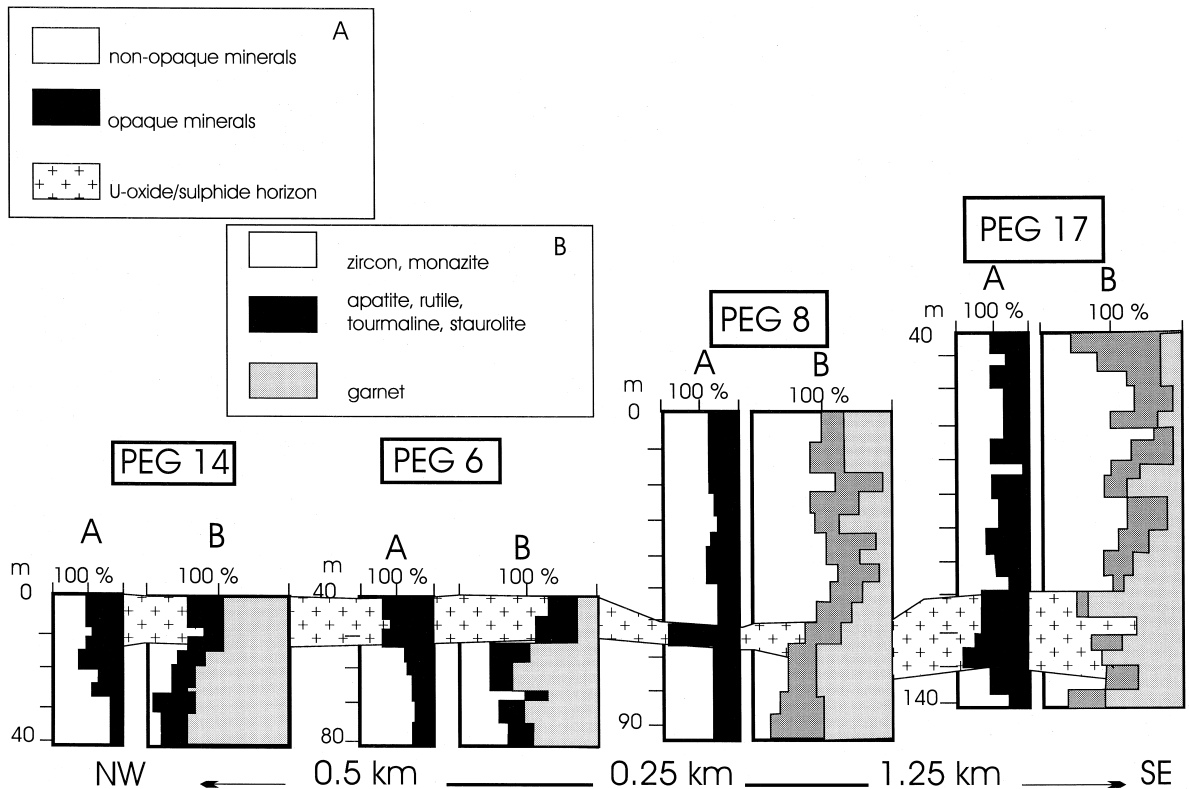 A
non-opaque minerals
opaque minerals
U-oxide/sulphide horizon
B
zircon, monazite
apatite, rutile,
tourmaline, staurolite
garnet
PEG 14
A B
m 100 % 100 %
0
40
PEG 6
A B
100 % 100 %
40
80
PEG 8
A B
m 100 % 100 %
0
90
PEG 17
A B
m 100 % 100 %
40
140
NW 0.5 km 0.25 km 1.25 km SE